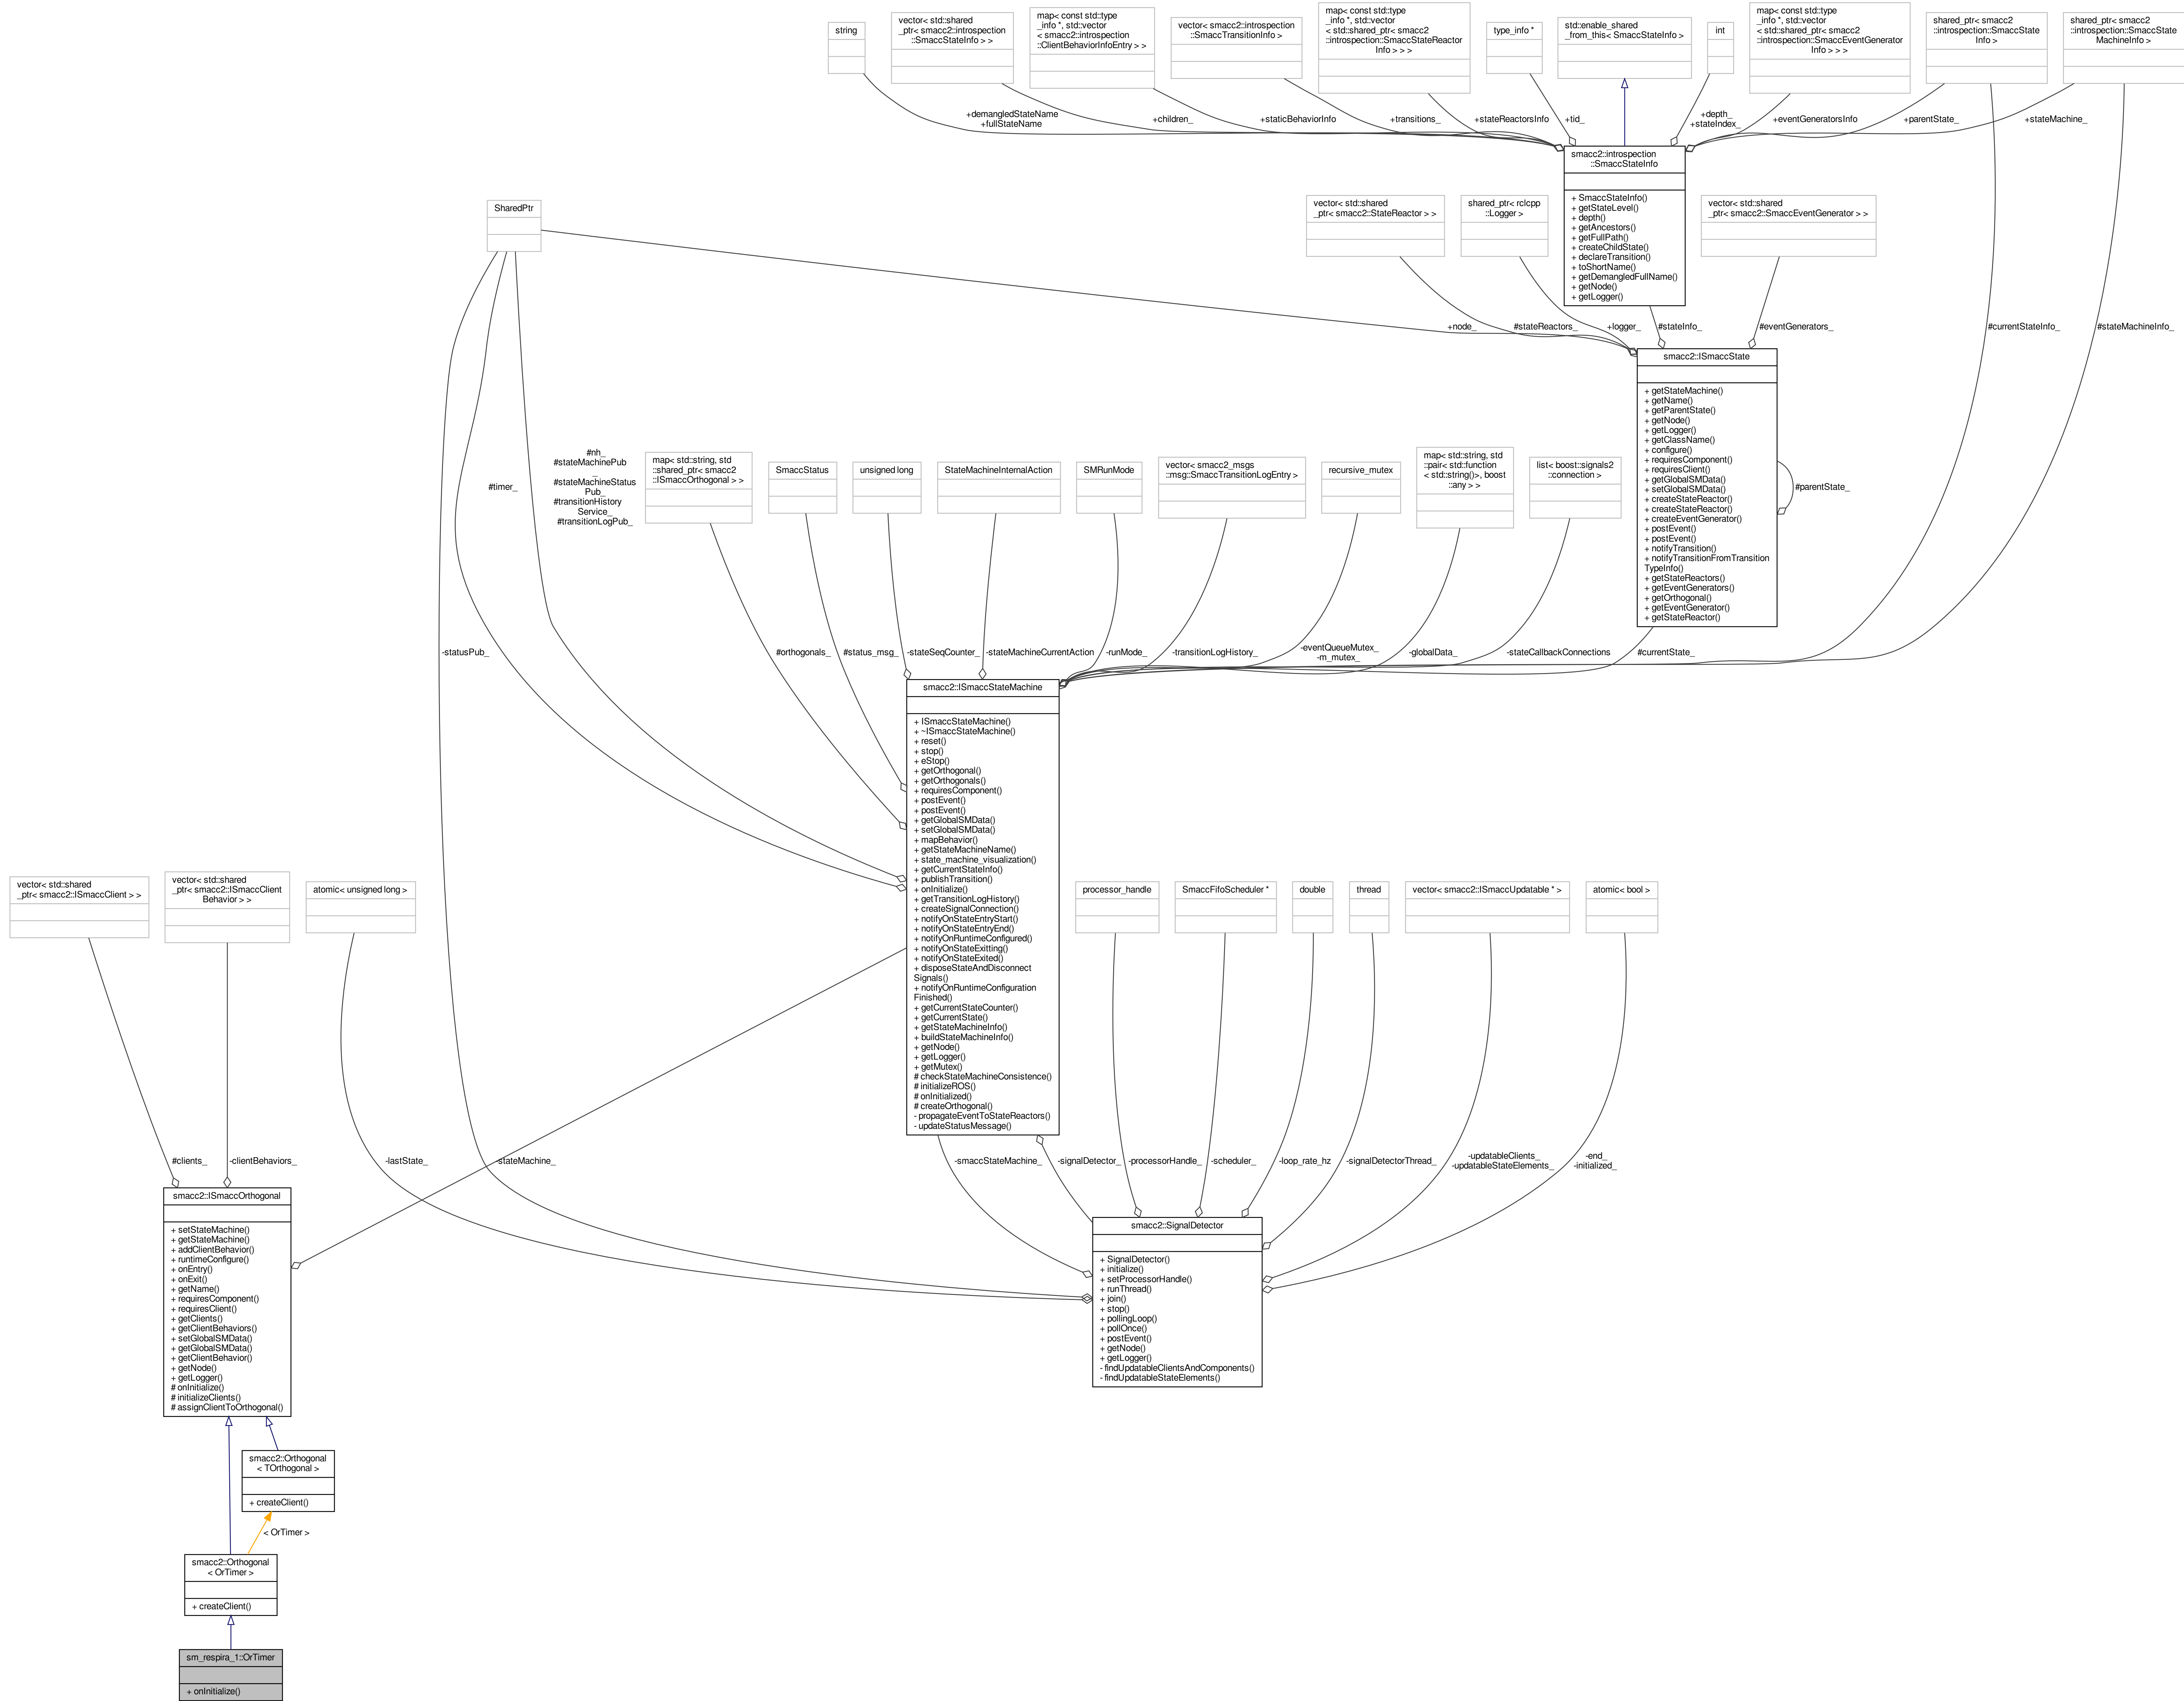 string
vector< std::shared
_ptr< smacc2::introspection
::SmaccStateInfo > >
map< const std::type
_info *, std::vector
< smacc2::introspection
::ClientBehaviorInfoEntry > >
vector< smacc2::introspection
::SmaccTransitionInfo >
map< const std::type
_info *, std::vector
< std::shared_ptr< smacc2
::introspection::SmaccStateReactor
Info > > >
type_info *
std::enable_shared
_from_this< SmaccStateInfo >
int
map< const std::type
_info *, std::vector
< std::shared_ptr< smacc2
::introspection::SmaccEventGenerator
Info > > >
shared_ptr< smacc2
::introspection::SmaccState
Info >
shared_ptr< smacc2
::introspection::SmaccState
MachineInfo >
+demangledStateName
+fullStateName
+children_
+staticBehaviorInfo
+transitions_
+stateReactorsInfo
+tid_
+depth_
+stateIndex_
+eventGeneratorsInfo
+parentState_
+stateMachine_
smacc2::introspection
::SmaccStateInfo
+ SmaccStateInfo()
+ getStateLevel()
+ depth()
+ getAncestors()
+ getFullPath()
+ createChildState()
+ declareTransition()
+ toShortName()
+ getDemangledFullName()
+ getNode()
+ getLogger()
SharedPtr
vector< std::shared
_ptr< smacc2::StateReactor > >
shared_ptr< rclcpp
::Logger >
vector< std::shared
_ptr< smacc2::SmaccEventGenerator > >
+node_
#stateReactors_
+logger_
#stateInfo_
#eventGenerators_
#currentStateInfo_
#stateMachineInfo_
smacc2::ISmaccState
+ getStateMachine()
+ getName()
+ getParentState()
+ getNode()
+ getLogger()
+ getClassName()
+ configure()
+ requiresComponent()
+ requiresClient()
+ getGlobalSMData()
+ setGlobalSMData()
+ createStateReactor()
+ createStateReactor()
+ createEventGenerator()
+ postEvent()
+ postEvent()
+ notifyTransition()
+ notifyTransitionFromTransition
TypeInfo()
+ getStateReactors()
+ getEventGenerators()
+ getOrthogonal()
+ getEventGenerator()
+ getStateReactor()
#parentState_
#timer_
#nh_
#stateMachinePub
_
#stateMachineStatus
Pub_
#transitionHistory
Service_
#transitionLogPub_
map< std::string, std
::shared_ptr< smacc2
::ISmaccOrthogonal > >
SmaccStatus
unsigned long
StateMachineInternalAction
SMRunMode
vector< smacc2_msgs
::msg::SmaccTransitionLogEntry >
recursive_mutex
map< std::string, std
::pair< std::function
< std::string()>, boost
::any > >
list< boost::signals2
::connection >
-statusPub_
#orthogonals_
#status_msg_
-stateSeqCounter_
-stateMachineCurrentAction
-runMode_
-transitionLogHistory_
-eventQueueMutex_
-m_mutex_
-globalData_
-stateCallbackConnections
#currentState_
smacc2::ISmaccStateMachine
+ ISmaccStateMachine()
+ ~ISmaccStateMachine()
+ reset()
+ stop()
+ eStop()
+ getOrthogonal()
+ getOrthogonals()
+ requiresComponent()
+ postEvent()
+ postEvent()
+ getGlobalSMData()
+ setGlobalSMData()
+ mapBehavior()
+ getStateMachineName()
+ state_machine_visualization()
+ getCurrentStateInfo()
+ publishTransition()
+ onInitialize()
+ getTransitionLogHistory()
+ createSignalConnection()
+ notifyOnStateEntryStart()
+ notifyOnStateEntryEnd()
+ notifyOnRuntimeConfigured()
+ notifyOnStateExitting()
+ notifyOnStateExited()
+ disposeStateAndDisconnect
Signals()
+ notifyOnRuntimeConfiguration
Finished()
+ getCurrentStateCounter()
+ getCurrentState()
+ getStateMachineInfo()
+ buildStateMachineInfo()
+ getNode()
+ getLogger()
+ getMutex()
# checkStateMachineConsistence()
# initializeROS()
# onInitialized()
# createOrthogonal()
- propagateEventToStateReactors()
- updateStatusMessage()
vector< std::shared
_ptr< smacc2::ISmaccClient > >
vector< std::shared
_ptr< smacc2::ISmaccClient
Behavior > >
atomic< unsigned long >
processor_handle
SmaccFifoScheduler *
double
thread
vector< smacc2::ISmaccUpdatable * >
atomic< bool >
#clients_
-clientBehaviors_
-lastState_
-stateMachine_
-smaccStateMachine_
-signalDetector_
-processorHandle_
-scheduler_
-loop_rate_hz
-signalDetectorThread_
-updatableClients_
-updatableStateElements_
-end_
-initialized_
smacc2::ISmaccOrthogonal
+ setStateMachine()
+ getStateMachine()
+ addClientBehavior()
+ runtimeConfigure()
+ onEntry()
+ onExit()
+ getName()
+ requiresComponent()
+ requiresClient()
+ getClients()
+ getClientBehaviors()
+ setGlobalSMData()
+ getGlobalSMData()
+ getClientBehavior()
+ getNode()
+ getLogger()
# onInitialize()
# initializeClients()
# assignClientToOrthogonal()
smacc2::SignalDetector
+ SignalDetector()
+ initialize()
+ setProcessorHandle()
+ runThread()
+ join()
+ stop()
+ pollingLoop()
+ pollOnce()
+ postEvent()
+ getNode()
+ getLogger()
- findUpdatableClientsAndComponents()
- findUpdatableStateElements()
smacc2::Orthogonal
< TOrthogonal >
+ createClient()
< OrTimer >
smacc2::Orthogonal
< OrTimer >
+ createClient()
sm_respira_1::OrTimer
+ onInitialize()